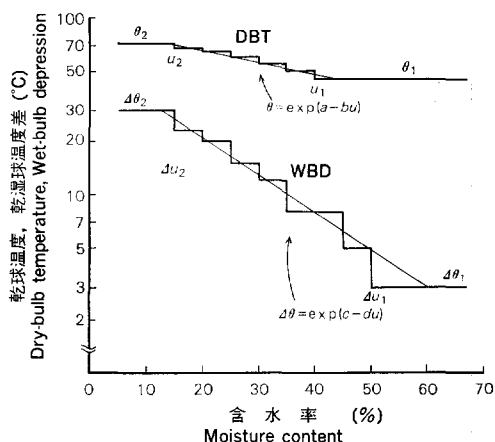 乾球温度，乾湿球温度差 (°C)
Dry-bulb temperature, Wet-bulb depression
100
70
50
30
20
10
7
5
3
2
θ₂
DBT
u₂
θ₁
u₁
θ=exp(a−bu)
Δθ₂
WBD
Δu₂
Δθ₁
Δu₁
Δθ=exp(c−du)
0 10 20 30 40 50 60 70
含水率 (%)
Moisture content